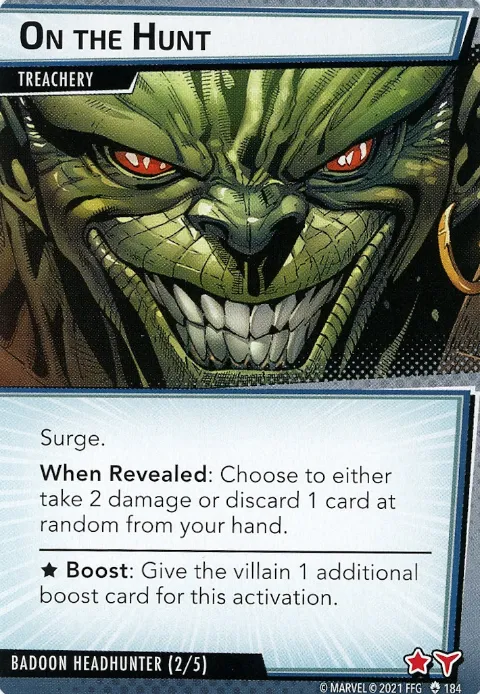 On the Hunt
TREACHERY
Surge.
When Revealed: Choose to either
take 2 damage or discard 1 card at
random from your hand.
★ Boost: Give the villain 1 additional
boost card for this activation.
BADOON HEADHUNTER (2/5)
© MARVEL © 2021 FFG 184